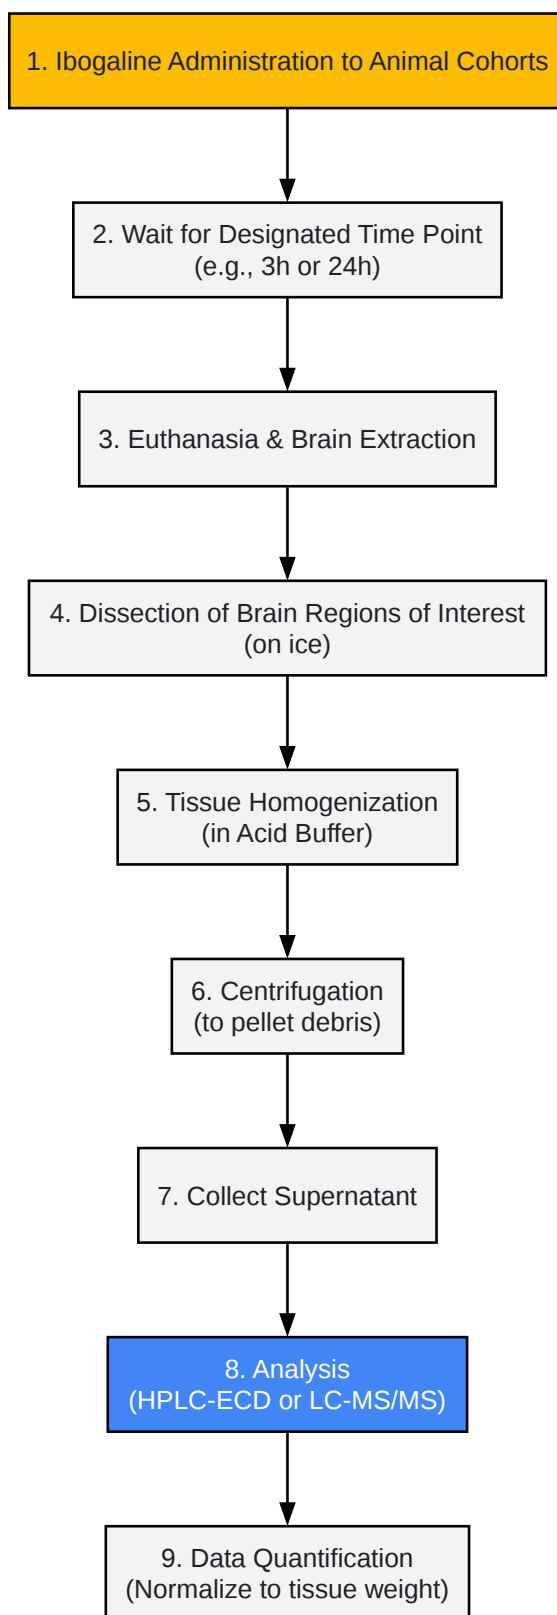 1. Ibogaline Administration to Animal Cohorts
2. Wait for Designated Time Point
(e.g., 3h or 24h)
3. Euthanasia & Brain Extraction
4. Dissection of Brain Regions of Interest
(on ice)
5. Tissue Homogenization
(in Acid Buffer)
6. Centrifugation
(to pellet debris)
7. Collect Supernatant
8. Analysis
(HPLC-ECD or LC-MS/MS)
9. Data Quantification
(Normalize to tissue weight)